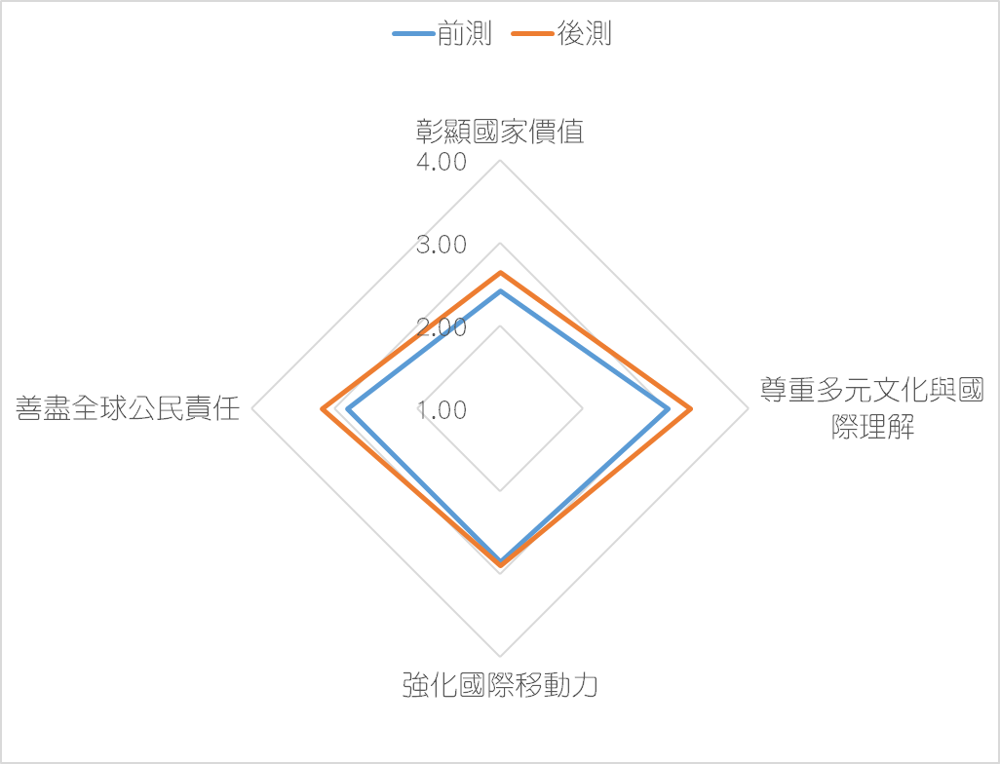 前測 後測
彰顯國家價值
4.00
3.00
2.00
1.00
善盡全球公民責任
尊重多元文化與國
際理解
強化國際移動力